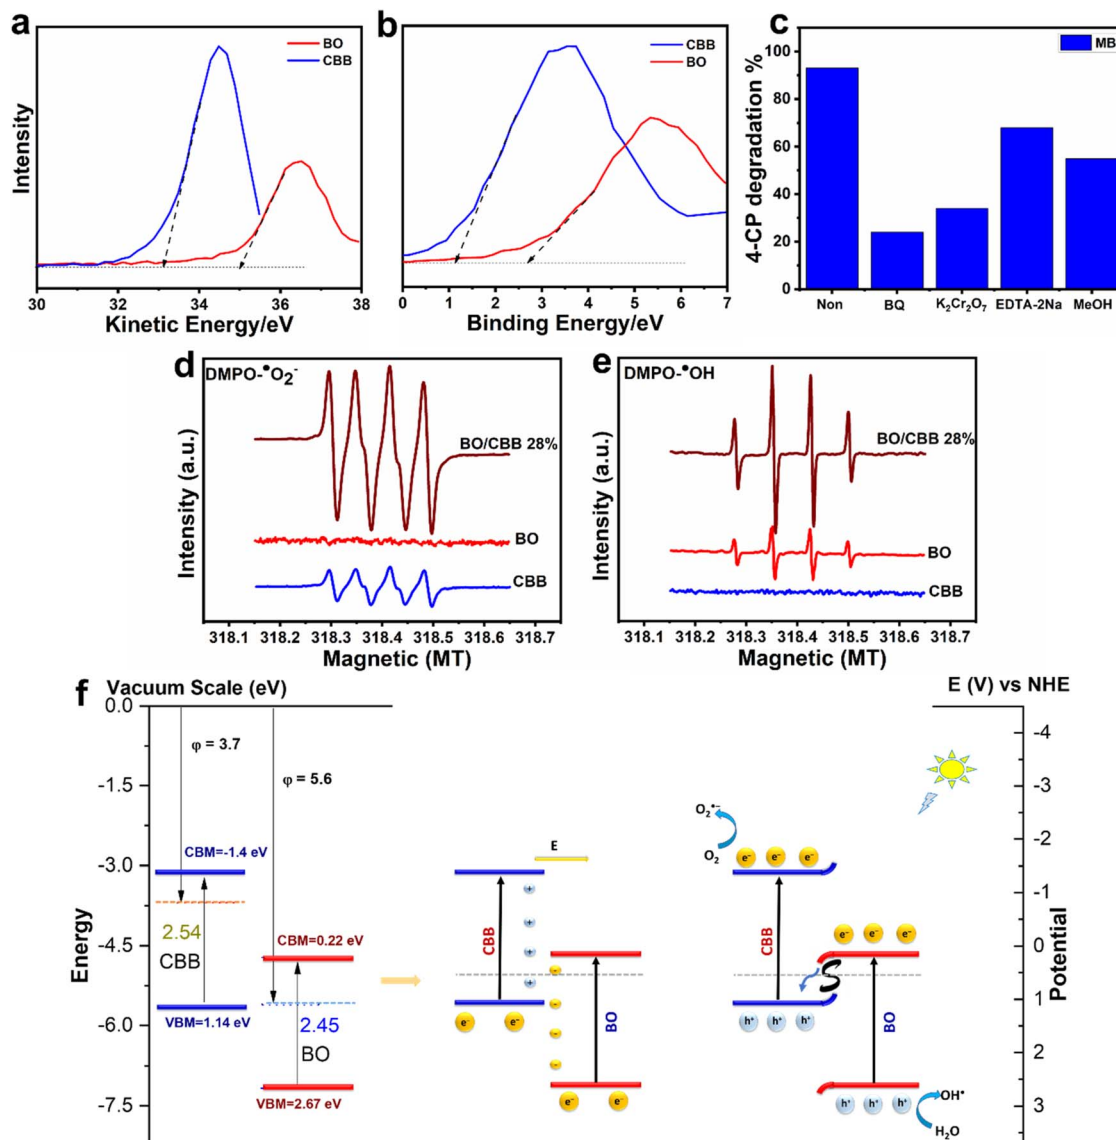 a
BO
CBB
Intensity
30 32 34 36 38
Kinetic Energy/eV
b
CBB
BO
0 1 2 3 4 5 6 7
Binding Energy/eV
c
MB
4-CP degradation %
100
80
60
40
20
0
Non BQ K₂Cr₂O₇ EDTA-2Na MeOH
d
DMPO-•O₂⁻
BO/CBB 28%
BO
CBB
Intensity (a.u.)
318.1 318.2 318.3 318.4 318.5 318.6 318.7
Magnetic (MT)
e
DMPO-•OH
BO/CBB 28%
BO
CBB
Intensity (a.u.)
318.1 318.2 318.3 318.4 318.5 318.6 318.7
Magnetic (MT)
f
Vacuum Scale (eV)
E (V) vs NHE
0.0
-1.5
-3.0
-4.5
-6.0
-7.5
Energy
φ = 3.7
φ = 5.6
CBM=-1.4 eV
2.54
CBB
VBM=1.14 eV
CBM=0.22 eV
2.45
BO
VBM=2.67 eV
E
CBB
+
+
+
+
-
-
-
-
BO
e⁻ e⁻
e⁻ e⁻
O₂•⁻
O₂
e⁻ e⁻ e⁻
CBB
h⁺ h⁺ h⁺
e⁻ e⁻ e⁻
BO
h⁺ h⁺ h⁺
OH•
H₂O
-4
-3
-2
-1
0
1
2
3
Potential